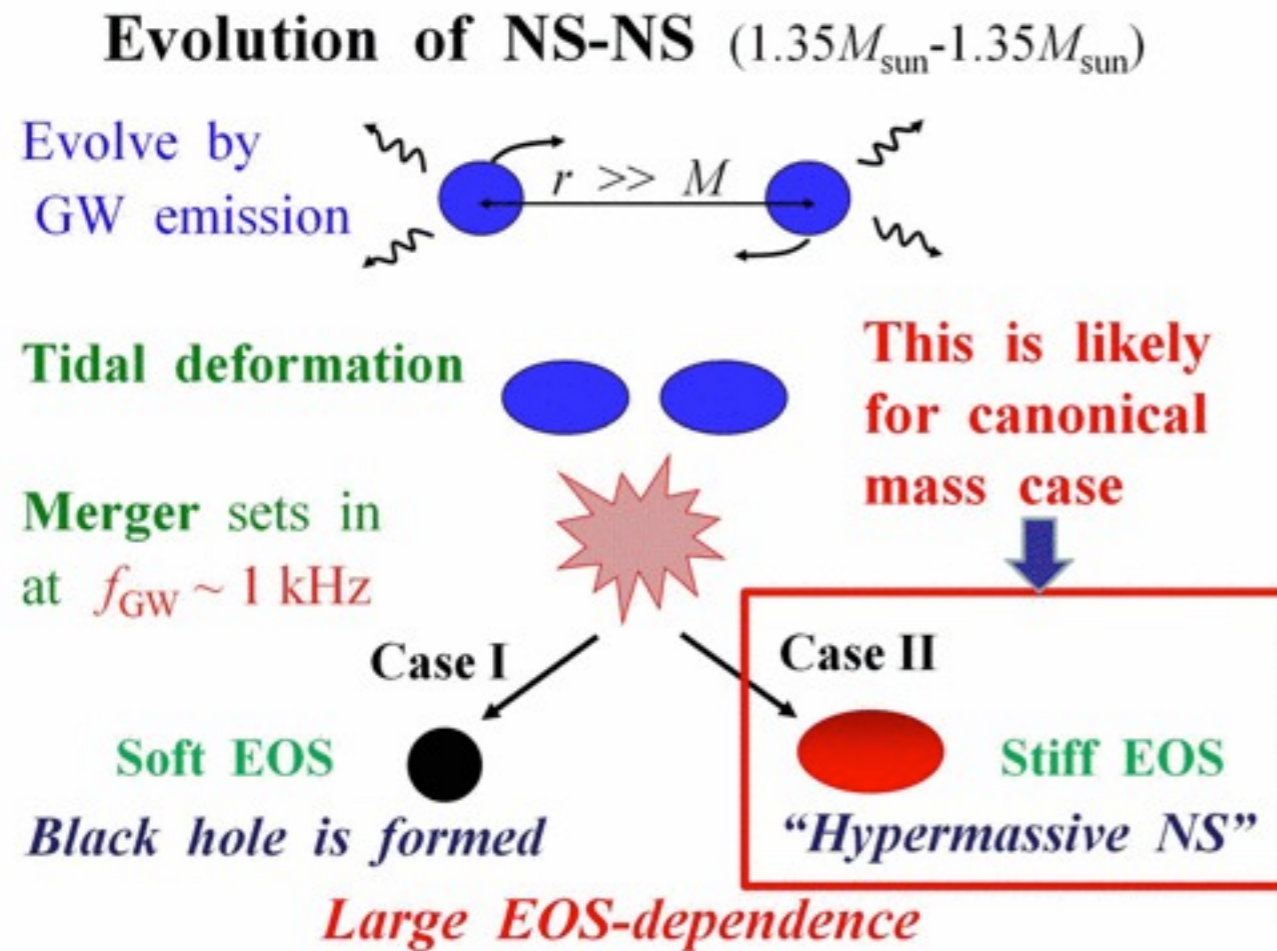 Evolution of NS-NS (1.35Msun-1.35Msun)
Evolve by
GW emission
r >> M
Tidal deformation
This is likely
for canonical
mass case
Merger sets in
at fGW ~ 1 kHz
Case I
Case II
Soft EOS
Stiff EOS
Black hole is formed
“Hypermassive NS”
Large EOS-dependence